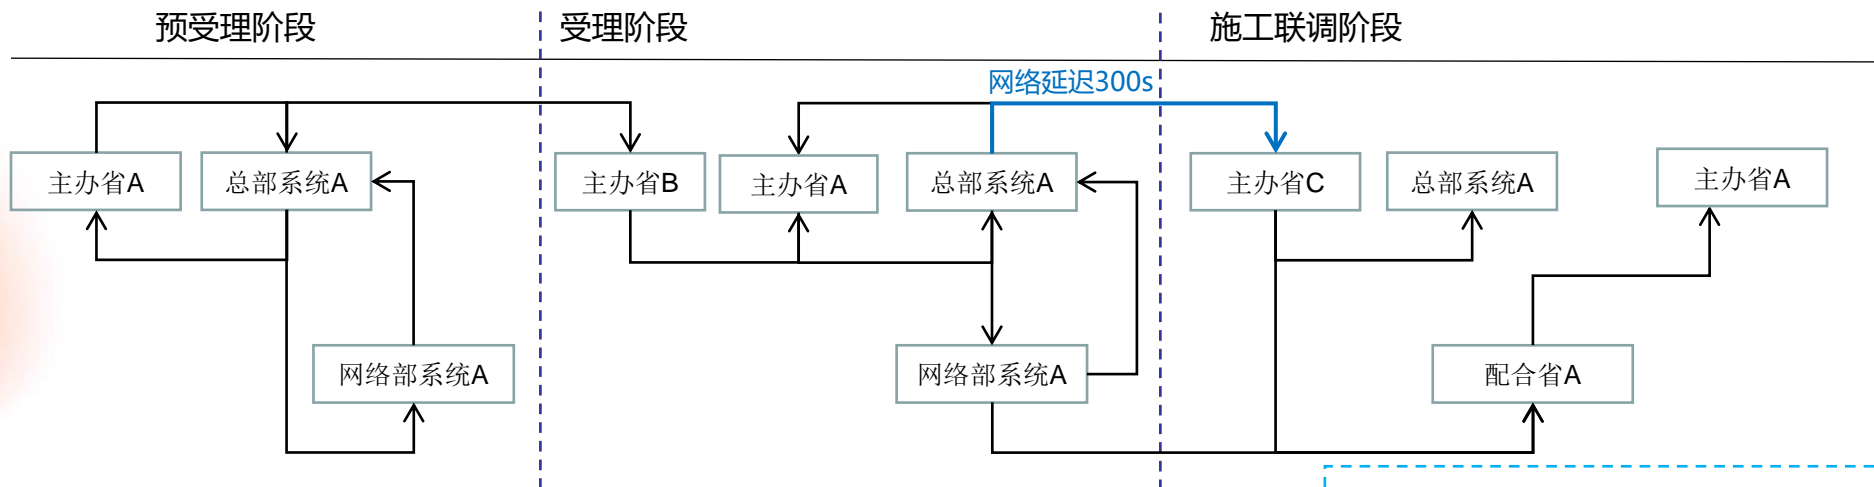 预受理阶段
受理阶段
施工联调阶段
网络延迟300s
主办省A
总部系统A
主办省B
主办省A
总部系统A
主办省C
总部系统A
主办省A
网络部系统A
网络部系统A
配合省A